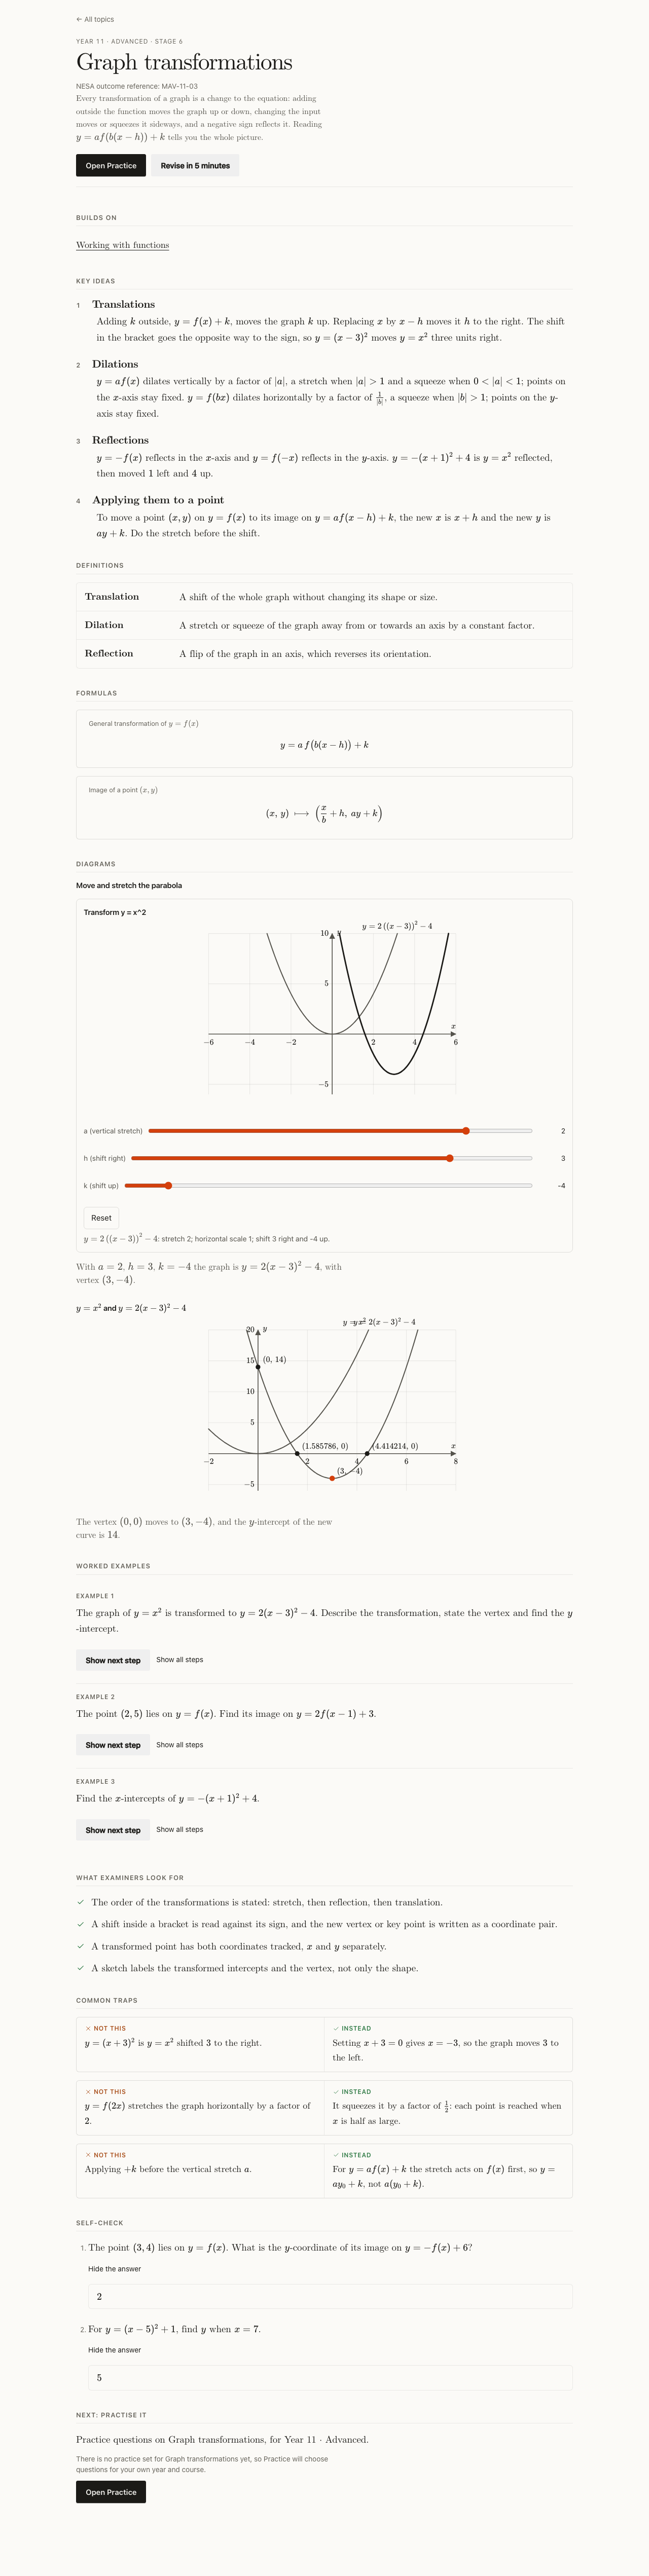 ← All topics
YEAR 11 · ADVANCED · STAGE 6
Graph transformations
NESA outcome reference: MAV-11-03
Every transformation of a graph is a change to the equation: adding
outside the function moves the graph up or down, changing the input
moves or squeezes it sideways, and a negative sign reflects it. Reading
y = af(b(x − h)) + k tells you the whole picture.
Open Practice
Revise in 5 minutes
BUILDS ON
Working with functions
KEY IDEAS
1 Translations
Adding k outside, y = f(x) + k, moves the graph k up. Replacing x by x − h moves it h to the right. The shift
in the bracket goes the opposite way to the sign, so y = (x − 3)² moves y = x² three units right.
2 Dilations
y = af(x) dilates vertically by a factor of |a|, a stretch when |a| > 1 and a squeeze when 0 < |a| < 1; points on
the x-axis stay fixed. y = f(bx) dilates horizontally by a factor of 1/|b|, a squeeze when |b| > 1; points on the y-
axis stay fixed.
3 Reflections
y = −f(x) reflects in the x-axis and y = f(−x) reflects in the y-axis. y = −(x + 1)² + 4 is y = x² reflected,
then moved 1 left and 4 up.
4 Applying them to a point
To move a point (x, y) on y = f(x) to its image on y = af(x − h) + k, the new x is x + h and the new y is
ay + k. Do the stretch before the shift.
DEFINITIONS
Translation A shift of the whole graph without changing its shape or size.
Dilation A stretch or squeeze of the graph away from or towards an axis by a constant factor.
Reflection A flip of the graph in an axis, which reverses its orientation.
FORMULAS
General transformation of y = f(x)
y = a f(b(x − h)) + k
Image of a point (x, y)
(x, y) ⟼ (x/b + h, ay + k)
DIAGRAMS
Move and stretch the parabola
Transform y = x^2
y = 2 ((x − 3))² − 4
10 y
5
x
−6 −4 −2 2 4 6
−5
a (vertical stretch) 2
h (shift right) 3
k (shift up) -4
Reset
y = 2 ((x − 3))² − 4: stretch 2; horizontal scale 1; shift 3 right and -4 up.
With a = 2, h = 3, k = −4 the graph is y = 2(x − 3)² − 4, with
vertex (3, −4).
y = x² and y = 2(x − 3)² − 4
y = x² y = 2(x − 3)² − 4
20 y
15 (0, 14)
10
5
(1.585786, 0) (4.414214, 0) x
−2 2 4 6 8
(3, −4)
−5
The vertex (0, 0) moves to (3, −4), and the y-intercept of the new
curve is 14.
WORKED EXAMPLES
EXAMPLE 1
The graph of y = x² is transformed to y = 2(x − 3)² − 4. Describe the transformation, state the vertex and find the y
-intercept.
Show next step Show all steps
EXAMPLE 2
The point (2, 5) lies on y = f(x). Find its image on y = 2f(x − 1) + 3.
Show next step Show all steps
EXAMPLE 3
Find the x-intercepts of y = −(x + 1)² + 4.
Show next step Show all steps
WHAT EXAMINERS LOOK FOR
✓ The order of the transformations is stated: stretch, then reflection, then translation.
✓ A shift inside a bracket is read against its sign, and the new vertex or key point is written as a coordinate pair.
✓ A transformed point has both coordinates tracked, x and y separately.
✓ A sketch labels the transformed intercepts and the vertex, not only the shape.
COMMON TRAPS
× NOT THIS
y = (x + 3)² is y = x² shifted 3 to the right.
✓ INSTEAD
Setting x + 3 = 0 gives x = −3, so the graph moves 3 to
the left.
× NOT THIS
y = f(2x) stretches the graph horizontally by a factor of
2.
✓ INSTEAD
It squeezes it by a factor of 1/2: each point is reached when
x is half as large.
× NOT THIS
Applying +k before the vertical stretch a.
✓ INSTEAD
For y = af(x) + k the stretch acts on f(x) first, so y =
ay₀ + k, not a(y₀ + k).
SELF-CHECK
1. The point (3, 4) lies on y = f(x). What is the y-coordinate of its image on y = −f(x) + 6?
Hide the answer
2
2. For y = (x − 5)² + 1, find y when x = 7.
Hide the answer
5
NEXT: PRACTISE IT
Practice questions on Graph transformations, for Year 11 · Advanced.
There is no practice set for Graph transformations yet, so Practice will choose
questions for your own year and course.
Open Practice